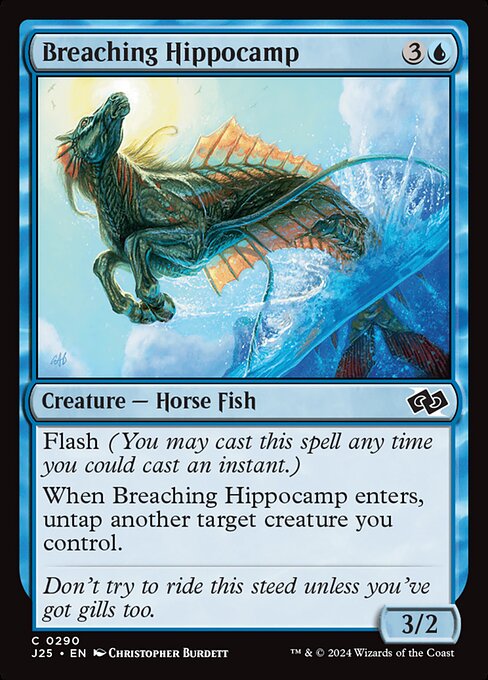 Breaching Hippocamp 3
Creature — Horse Fish
Flash (You may cast this spell any time
you could cast an instant.)
When Breaching Hippocamp enters,
untap another target creature you
control.
Don't try to ride this steed unless you've
got gills too.
3/2
C 0290
J25 • EN Christopher Burdett
™ & © 2024 Wizards of the Coast